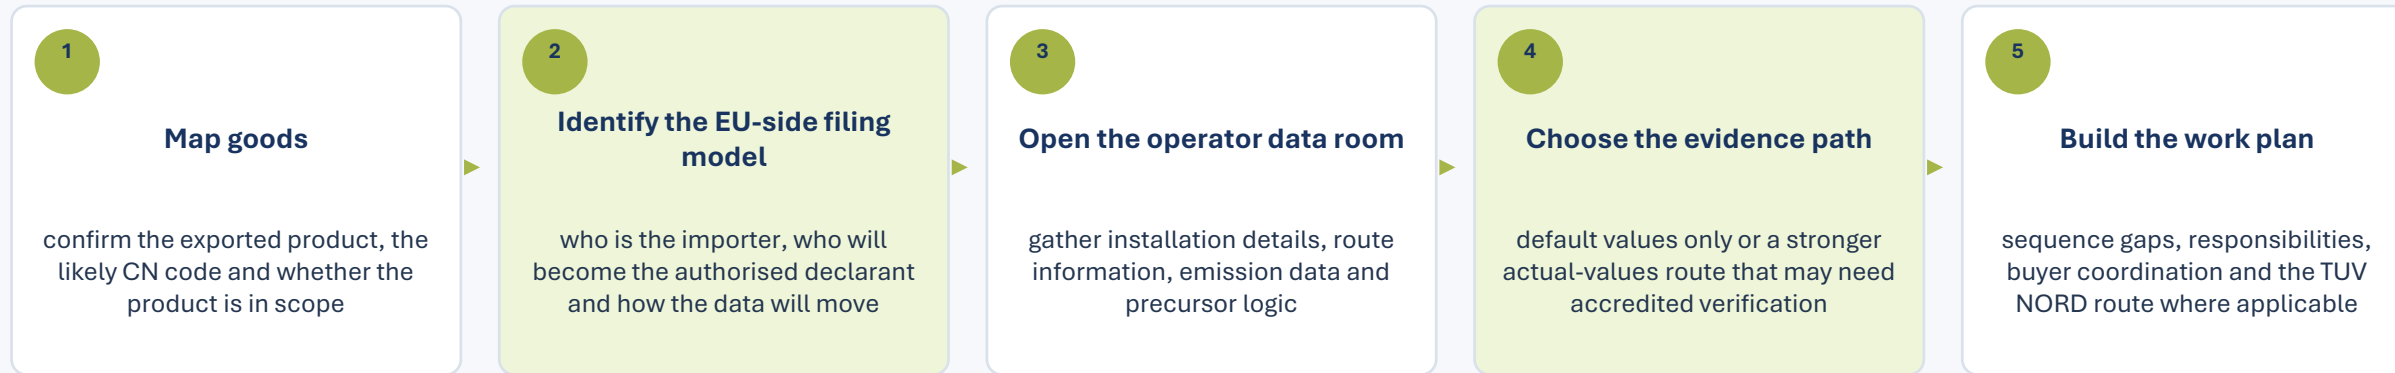 1
Map goods
confirm the exported product, the
likely CN code and whether the
product is in scope
2
Identify the EU-side filing
model
who is the importer, who will
become the authorised declarant
and how the data will move
3
Open the operator data room
gather installation details, route
information, emission data and
precursor logic
4
Choose the evidence path
default values only or a stronger
actual-values route that may need
accredited verification
5
Build the work plan
sequence gaps, responsibilities,
buyer coordination and the TUV
NORD route where applicable